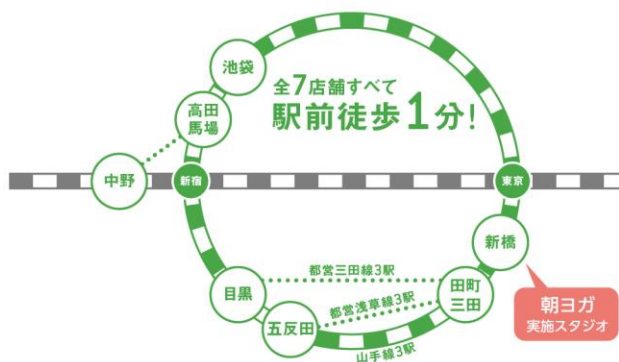 池袋
全7店舗すべて
駅前徒歩1分!
高田
馬場
中野
新宿
東京
新橋
都営三田線3駅
目黒
田町
三田
都営浅草線3駅
五反田
山手線3駅
朝ヨガ
実施スタジオ